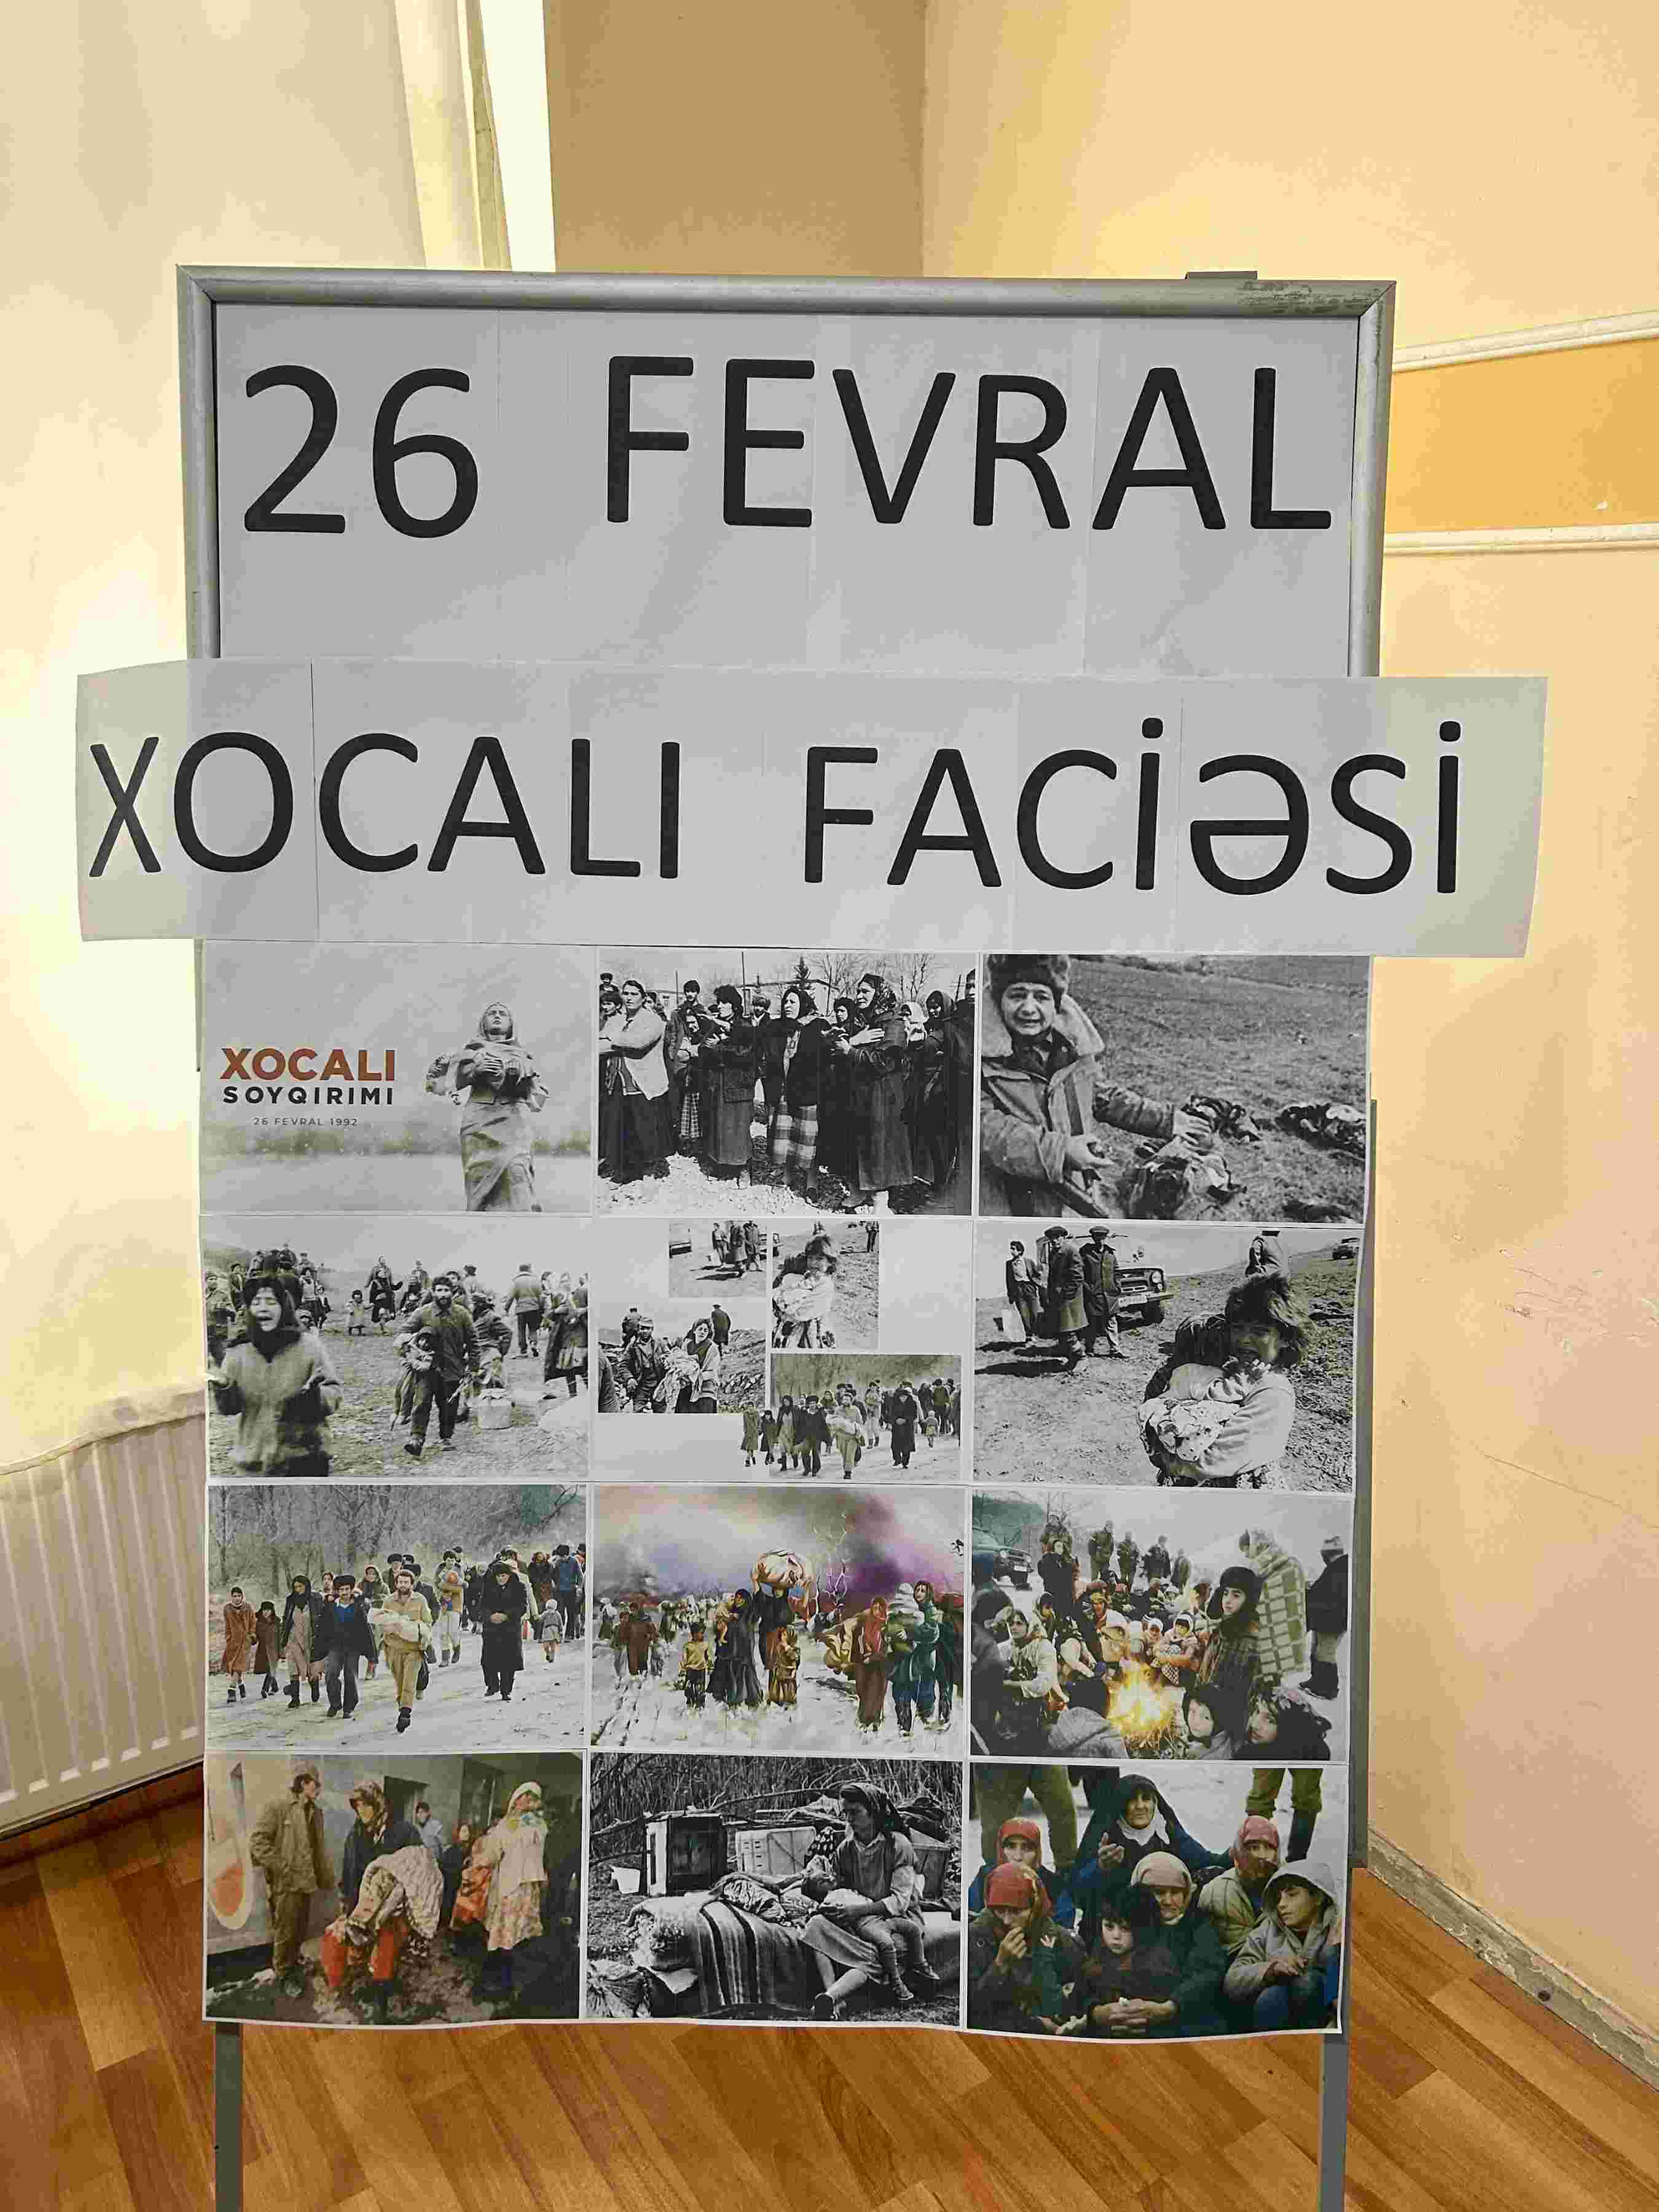 26 FEVRAL
XOCALI FACİƏSİ
XOCALI
SOYQIRIMI
26 FEVRAL 1992